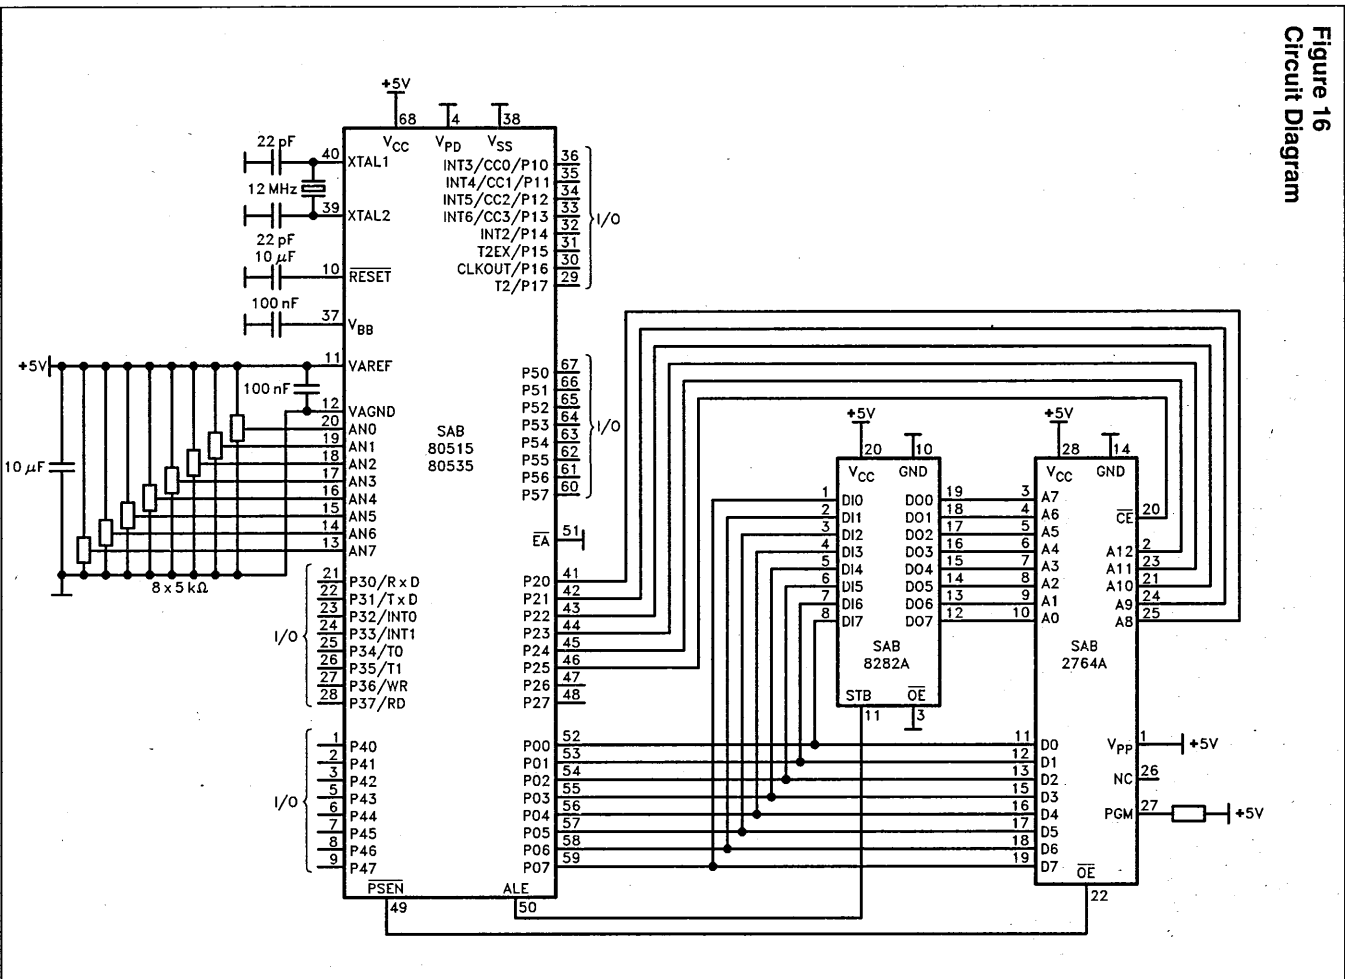 Figure 16
Circuit Diagram
+5V
68
4
38
VCC
VPD
VSS
22 pF
40
XTAL1
12 MHz
39
XTAL2
22 pF
10 µF
10
RESET
100 nF
37
VBB
+5V
11
VAREF
100 nF
12
VAGND
20
AN0
19
AN1
18
AN2
17
AN3
16
AN4
15
AN5
14
AN6
13
AN7
10 µF
8 x 5 kΩ
I/O
21
P30/RxD
22
P31/TxD
23
P32/INT0
24
P33/INT1
25
P34/T0
26
P35/T1
27
P36/WR
28
P37/RD
I/O
1
P40
2
P41
3
P42
5
P43
6
P44
7
P45
8
P46
9
P47
PSEN
49
ALE
50
SAB
80515
80535
INT3/CC0/P10
36
INT4/CC1/P11
35
INT5/CC2/P12
34
INT6/CC3/P13
33
INT2/P14
32
T2EX/P15
31
CLKOUT/P16
30
T2/P17
29
I/O
P50
67
P51
66
P52
65
P53
64
P54
63
P55
62
P56
61
P57
60
I/O
EA
51
P20
41
P21
42
P22
43
P23
44
P24
45
P25
46
P26
47
P27
48
P00
52
P01
53
P02
54
P03
55
P04
56
P05
57
P06
58
P07
59
+5V
20
10
VCC
GND
1
DI0
2
DI1
3
DI2
4
DI3
5
DI4
6
DI5
7
DI6
8
DI7
DO0
19
DO1
18
DO2
17
DO3
16
DO4
15
DO5
14
DO6
13
DO7
12
SAB
8282A
STB
OE
11
3
+5V
28
14
VCC
GND
3
A7
4
A6
5
A5
6
A4
7
A3
8
A2
9
A1
10
A0
CE
20
A12
2
A11
23
A10
21
A9
24
A8
25
SAB
2764A
11
D0
12
D1
13
D2
15
D3
16
D4
17
D5
18
D6
19
D7
VPP
1
+5V
NC
26
PGM
27
+5V
OE
22